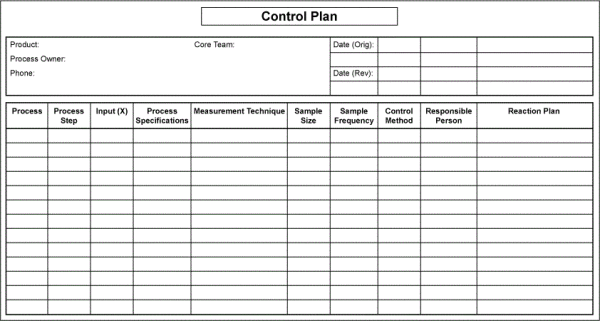 Control Plan
Product:
Core Team:
Date (Orig):
Process Owner:
Phone:
Date (Rev):
Process
Process Step
Input (X)
Process Specifications
Measurement Technique
Sample Size
Sample Frequency
Control Method
Responsible Person
Reaction Plan